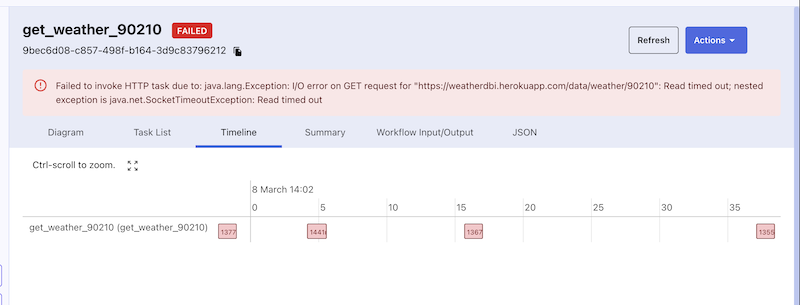 get_weather_90210 FAILED
9bec6d08-c857-498f-b164-3d9c83796212
Refresh
Actions
Failed to invoke HTTP task due to: java.lang.Exception: I/O error on GET request for "https://weatherdbi.herokuapp.com/data/weather/90210": Read timed out; nested
exception is java.net.SocketTimeoutException: Read timed out
Diagram Task List Timeline Summary Workflow Input/Output JSON
Ctrl-scroll to zoom.
8 March 14:02
0 5 10 15 20 25 30 35
get_weather_90210 (get_weather_90210) 1377 1441 1367 1355